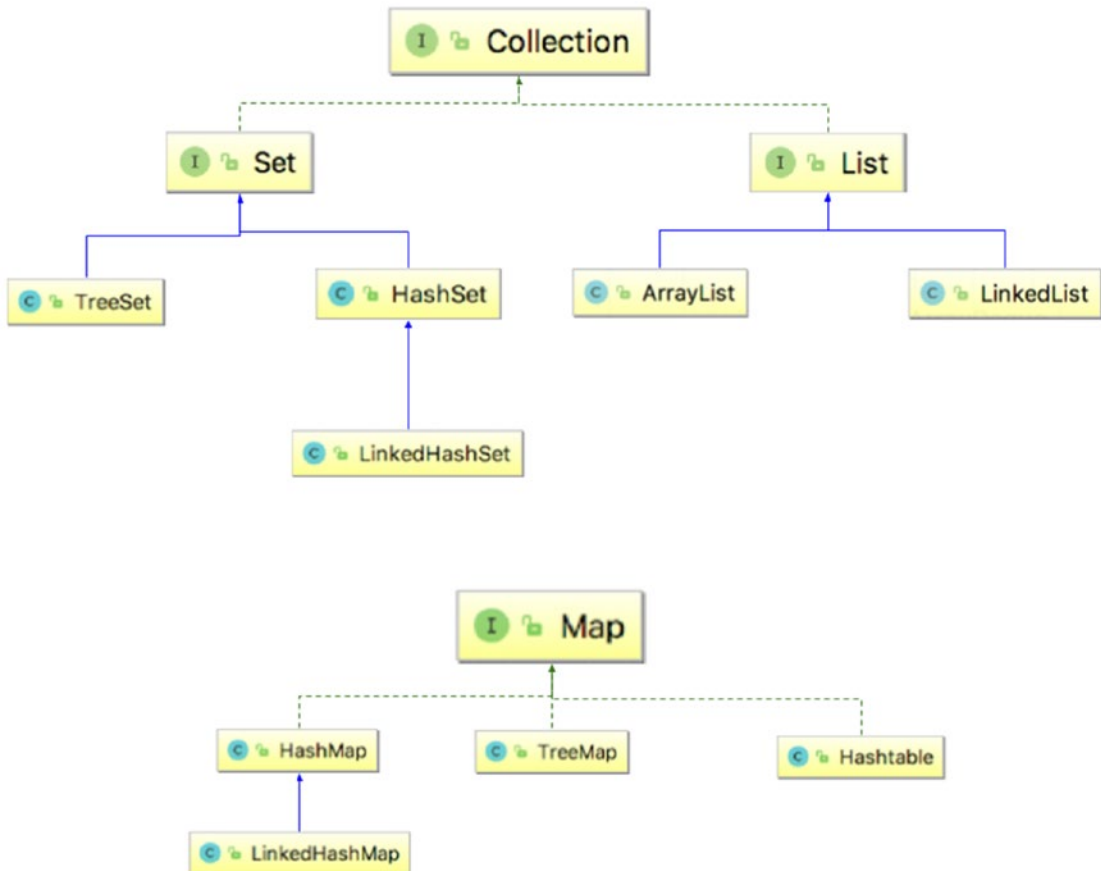 I Collection
I Set
I List
C TreeSet
C HashSet
C ArrayList
C LinkedList
C LinkedHashSet
I Map
C HashMap
C TreeMap
C Hashtable
C LinkedHashMap